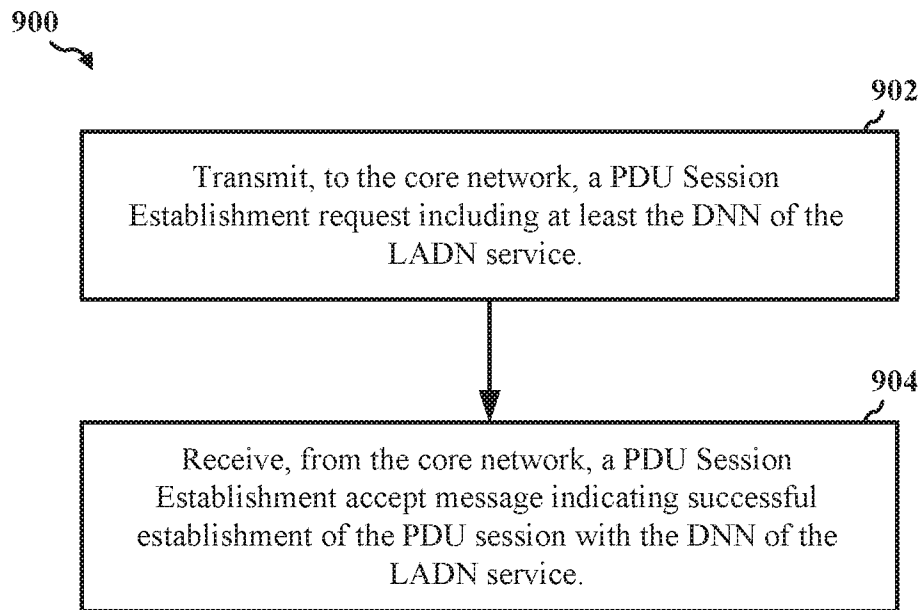 900
902
Transmit, to the core network, a PDU Session
Establishment request including at least the DNN of the
LADN service.
904
Receive, from the core network, a PDU Session
Establishment accept message indicating successful
establishment of the PDU session with the DNN of the
LADN service.